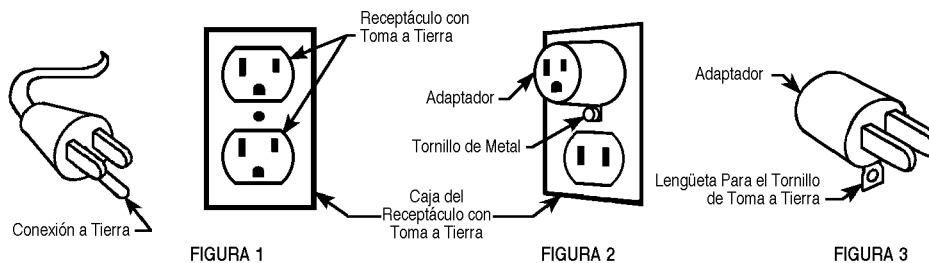 Receptáculo con
Toma a Tierra
Conexión a Tierra
FIGURA 1
Adaptador
Tornillo de Metal
Caja del
Receptáculo con
Toma a Tierra
FIGURA 2
Adaptador
Lengüeta Para el Tornillo
de Toma a Tierra
FIGURA 3